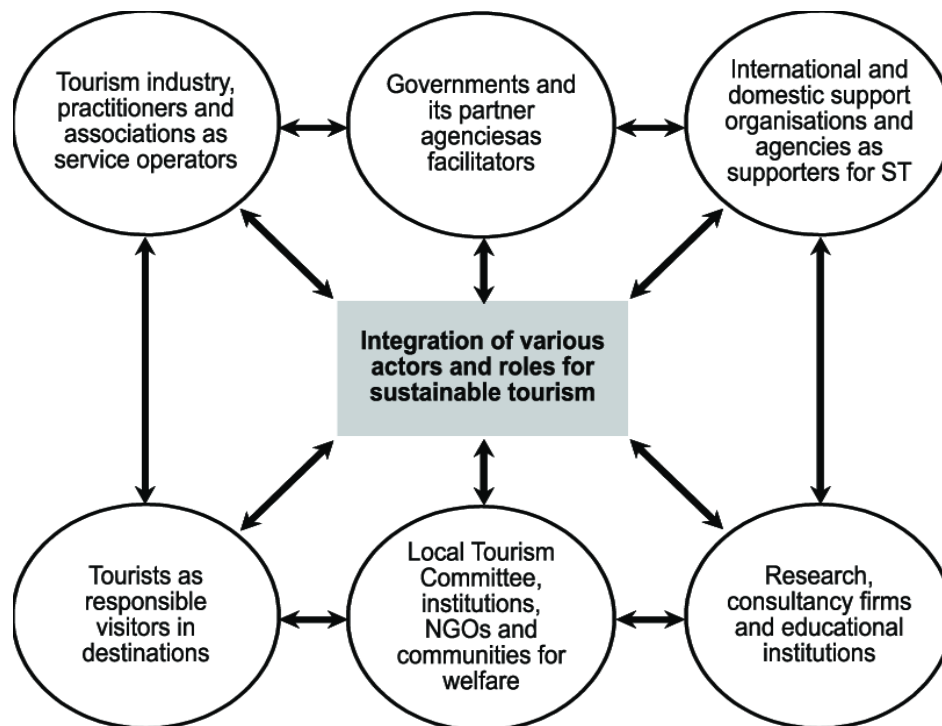 Tourism industry,
practitioners and
associations as
service operators
Governments and
its partner
agenciesas
facilitators
International and
domestic support
organisations and
agencies as
supporters for ST
Integration of various
actors and roles for
sustainable tourism
Tourists as
responsible
visitors in
destinations
Local Tourism
Committee,
institutions,
NGOs and
communities for
welfare
Research,
consultancy firms
and educational
institutions